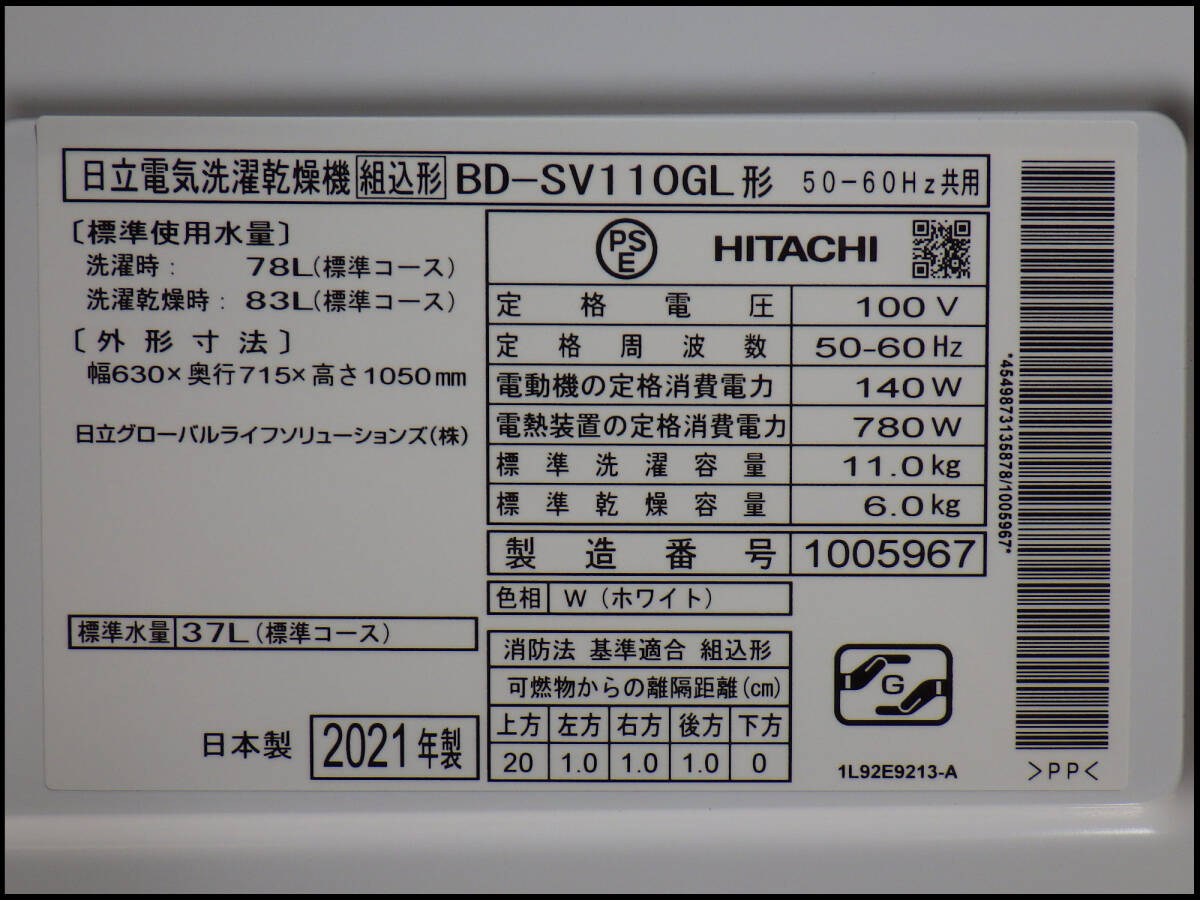 日立電気洗濯乾燥機 組込形 BD-SV110GL形 50-60Hz共用
〔標準使用水量〕
洗濯時: 78L(標準コース)
洗濯乾燥時: 83L(標準コース)
〔外形寸法〕
幅630×奥行715×高さ1050mm
日立グローバルライフソリューションズ(株)
標準水量 37L(標準コース)
日本製 2021年製
PSE HITACHI
定格電圧 100V
定格周波数 50-60Hz
電動機の定格消費電力 140W
電熱装置の定格消費電力 780W
標準洗濯容量 11.0kg
標準乾燥容量 6.0kg
製造番号 1005967
色相 W(ホワイト)
消防法 基準適合 組込形
可燃物からの離隔距離(cm)
上方 左方 右方 後方 下方
20 1.0 1.0 1.0 0
G
1L92E9213-A
*4549873135878/1005967*
>PP<